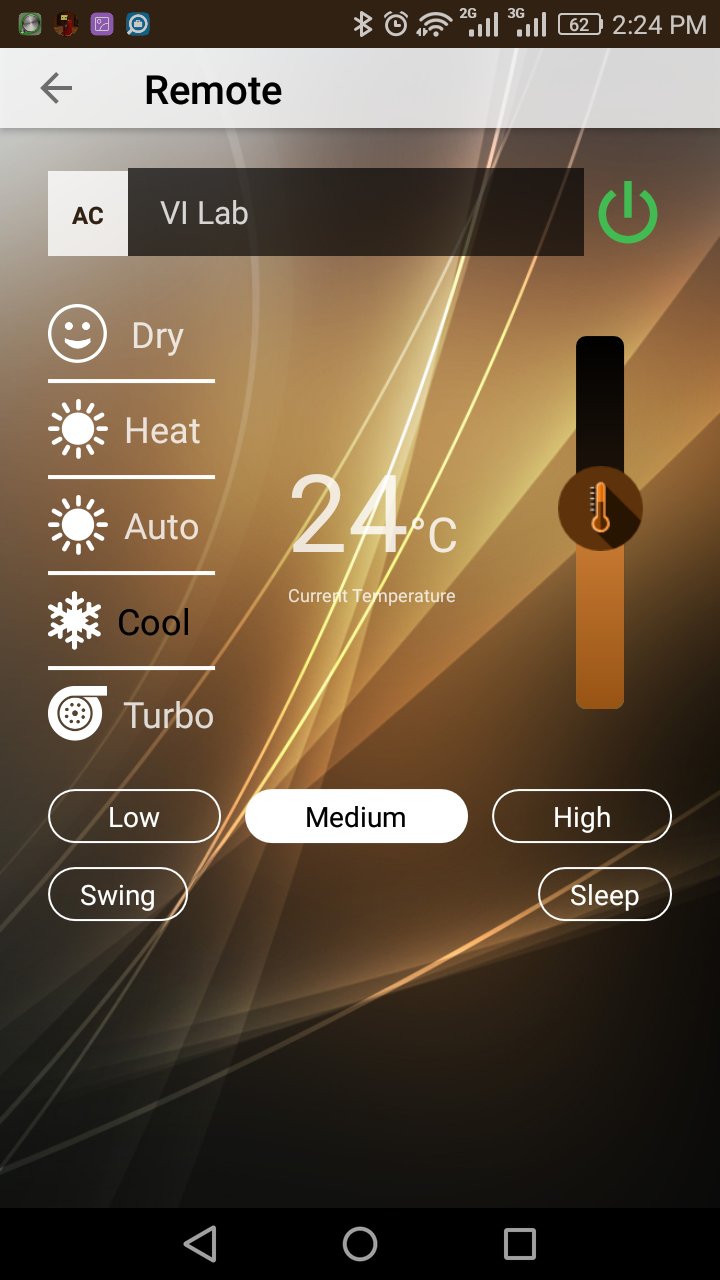 2G 3G 62 2:24 PM
Remote
AC VI Lab
Dry
Heat
Auto
Cool
Turbo
24°C
Current Temperature
Low Medium High
Swing Sleep